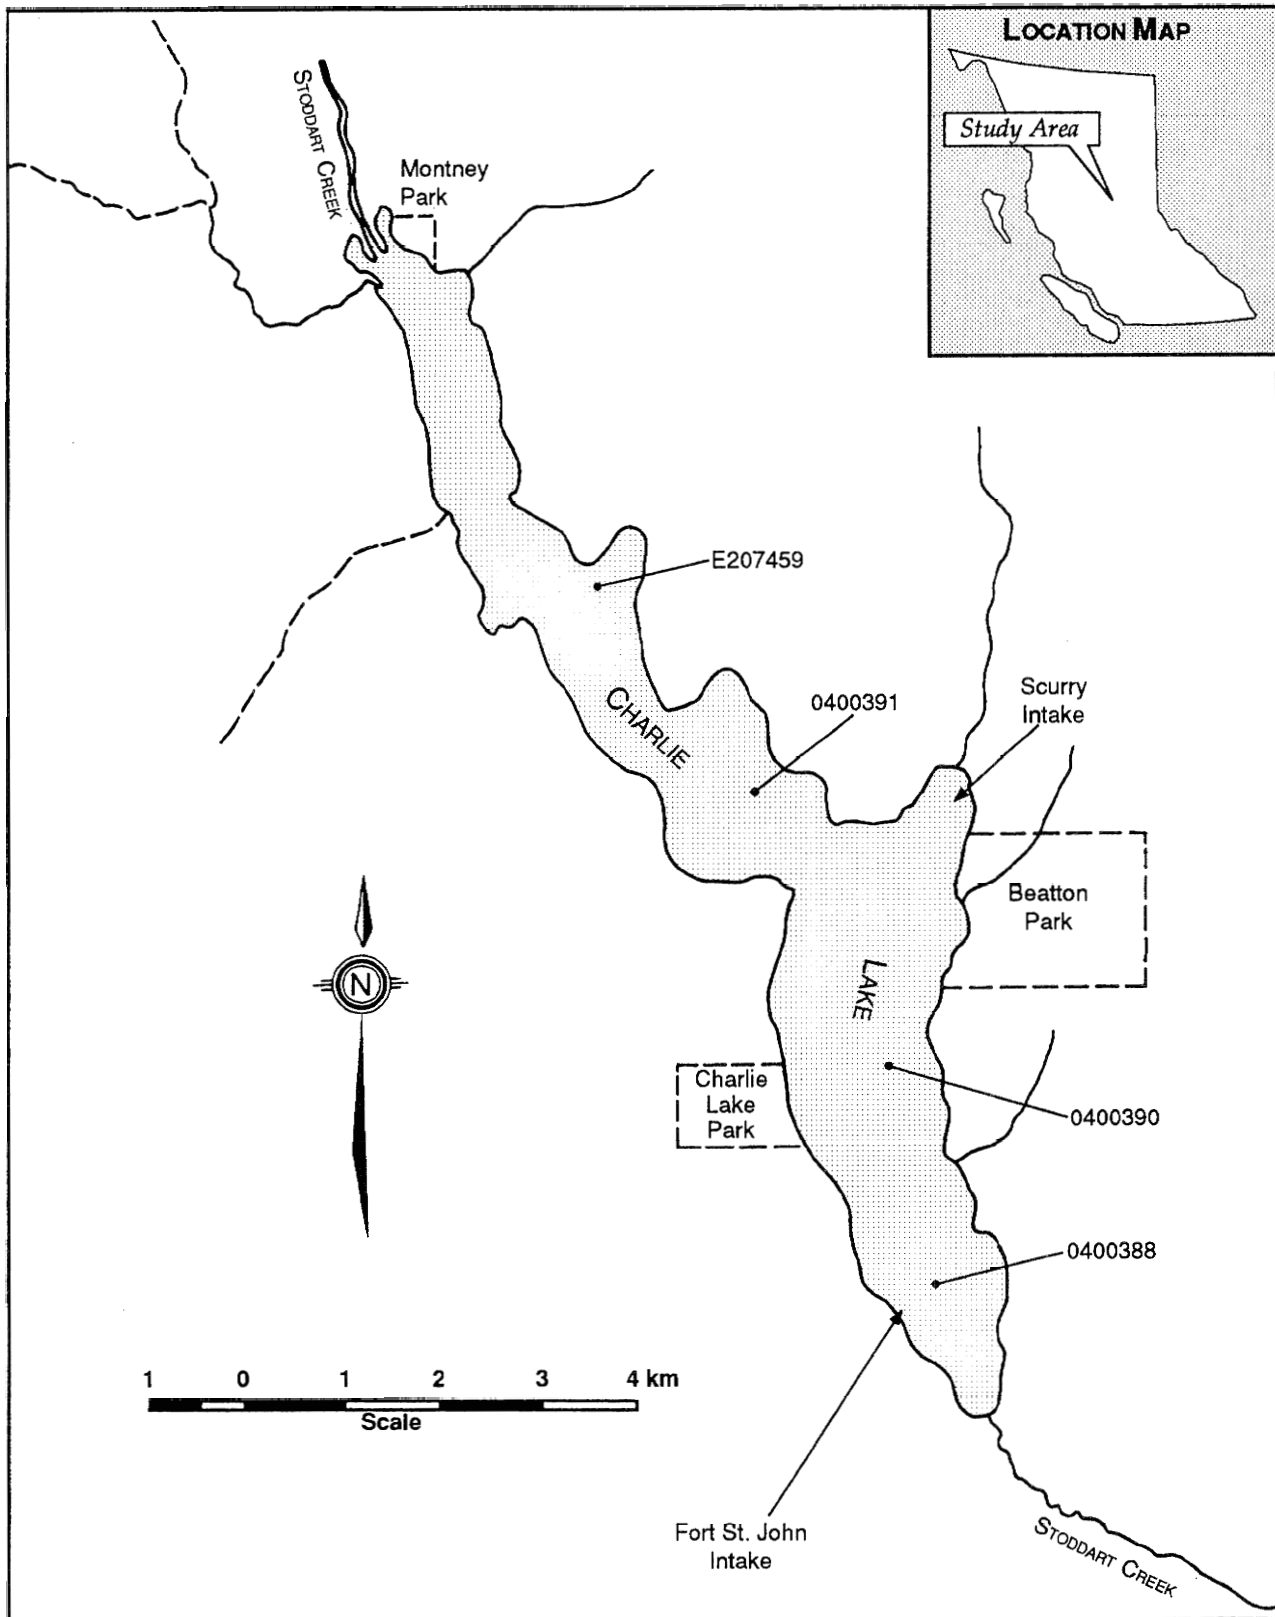 LOCATION MAP
Study Area
STODDART CREEK
Montney
Park
E207459
CHARLIE
0400391
Scurry
Intake
Beatton
Park
N
LAKE
Charlie
Lake
Park
0400390
0400388
1 0 1 2 3 4 km
Scale
Fort St. John
Intake
STODDART CREEK